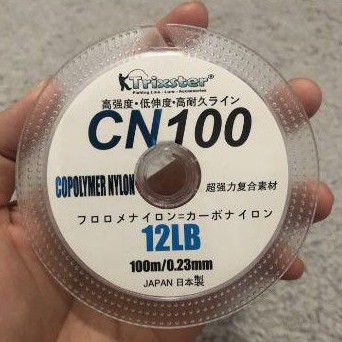 Trixster®
Fishing Line - Lure - Accessories
高强度・低伸度・高耐久ライン
CN100
COPOLYMER NYLON
超强力复合素材
フロロメナイロン=カーボナイロン
12LB
100m/0.23mm
JAPAN 日本製